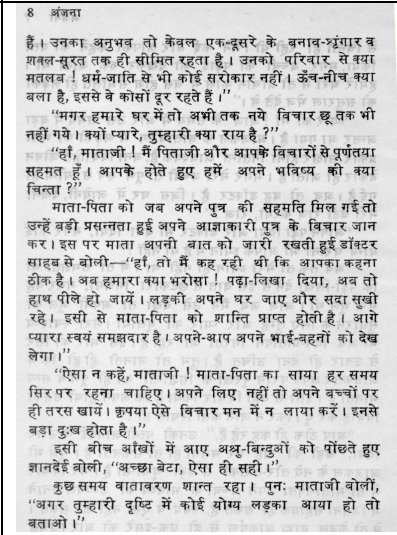 8 अंजना
हैं। उनका अनुभव तो केवल एक-दूसरे के बनाव-श्रृंगार व
शक्ल-सूरत तक ही सीमित रहता है। उनको परिवार से क्या
मतलब ! धर्म-जाति से भी कोई सरोकार नहीं। ऊँच-नीच क्या
बला है, इससे वे कोसों दूर रहते हैं।”
“मगर हमारे घर में तो अभी तक नये विचार छू तक भी
नहीं गये। क्यों प्यारे, तुम्हारी क्या राय है ?”
“हाँ, माताजी ! मैं पिताजी और आपके विचारों से पूर्णतया
सहमत हूँ। आपके होते हुए हमें अपने भविष्य की क्या
चिन्ता ?”
माता-पिता को जब अपने पुत्र की सहमति मिल गई तो
उन्हें बड़ी प्रसन्नता हुई अपने आज्ञाकारी पुत्र के विचार जान
कर। इस पर माता अपनी बात को जारी रखती हुई डॉक्टर
साहब से बोली—“हाँ, तो मैं कह रही थी कि आपका कहना
ठीक है। अब हमारा क्या भरोसा ! पढ़ा-लिखा दिया, अब तो
हाथ पीले हो जायें। लड़की अपने घर जाए और सदा सुखी
रहे। इसी से माता-पिता को शान्ति प्राप्त होती है। आगे
प्यारा स्वयं समझदार है। अपने-आप अपने भाई-बहनों को देख
लेगा।”
“ऐसा न कहें, माताजी ! माता-पिता का साया हर समय
सिर पर रहना चाहिए। अपने लिए नहीं तो अपने बच्चों पर
ही तरस खायें। कृपया ऐसे विचार मन में न लाया करें। इनसे
बड़ा दुःख होता है।”
इसी बीच आँखों में आए अश्रु-बिन्दुओं को पोंछते हुए
ज्ञानदेई बोली, “अच्छा बेटा, ऐसा ही सही।”
कुछ समय वातावरण शान्त रहा। पुनः माताजी बोलीं,
“अगर तुम्हारी दृष्टि में कोई योग्य लड़का आया हो तो
बताओ।”